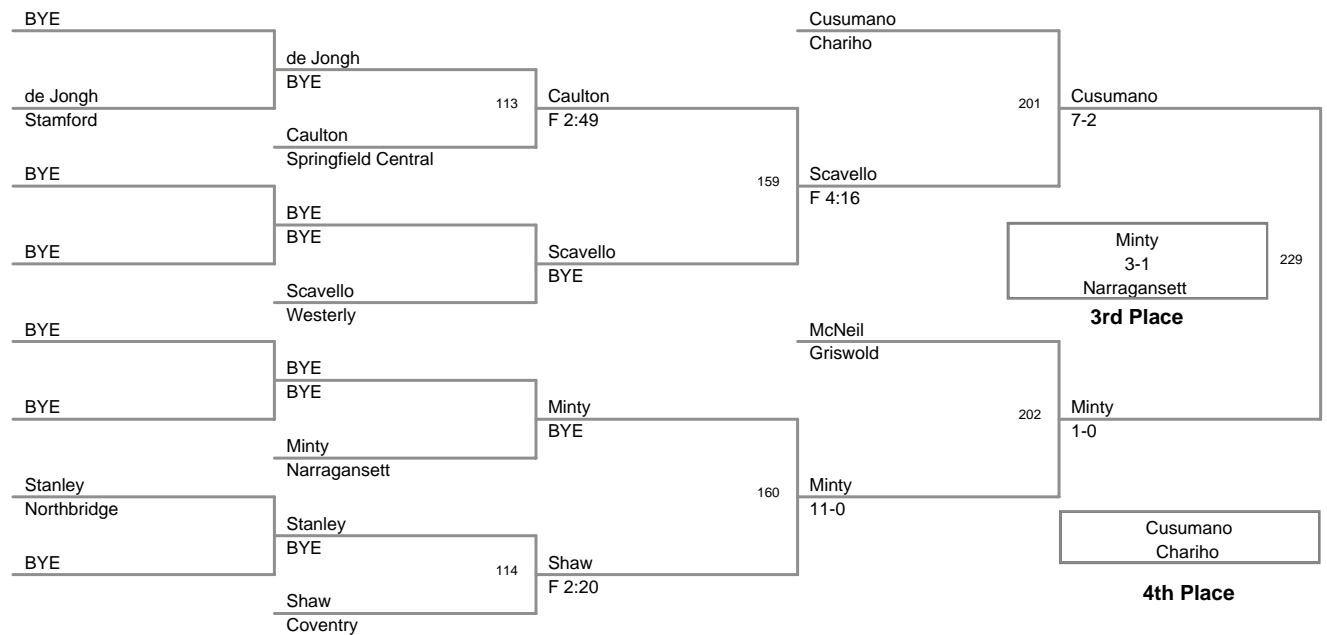 BYE
de Jongh
Stamford
BYE
BYE
BYE
BYE
Stanley
Northbridge
BYE
de Jongh
BYE
113
Caulton
Springfield Central
BYE
BYE
Scavello
Westerly
BYE
BYE
Minty
Narragansett
Stanley
BYE
114
Shaw
Coventry
Caulton
F 2:49
159
Scavello
BYE
Minty
BYE
160
Shaw
F 2:20
Cusumano
Chariho
201
Scavello
F 4:16
McNeil
Griswold
202
Minty
11-0
Cusumano
7-2
Minty
3-1
Narragansett
229
3rd Place
Minty
1-0
Cusumano
Chariho
4th Place